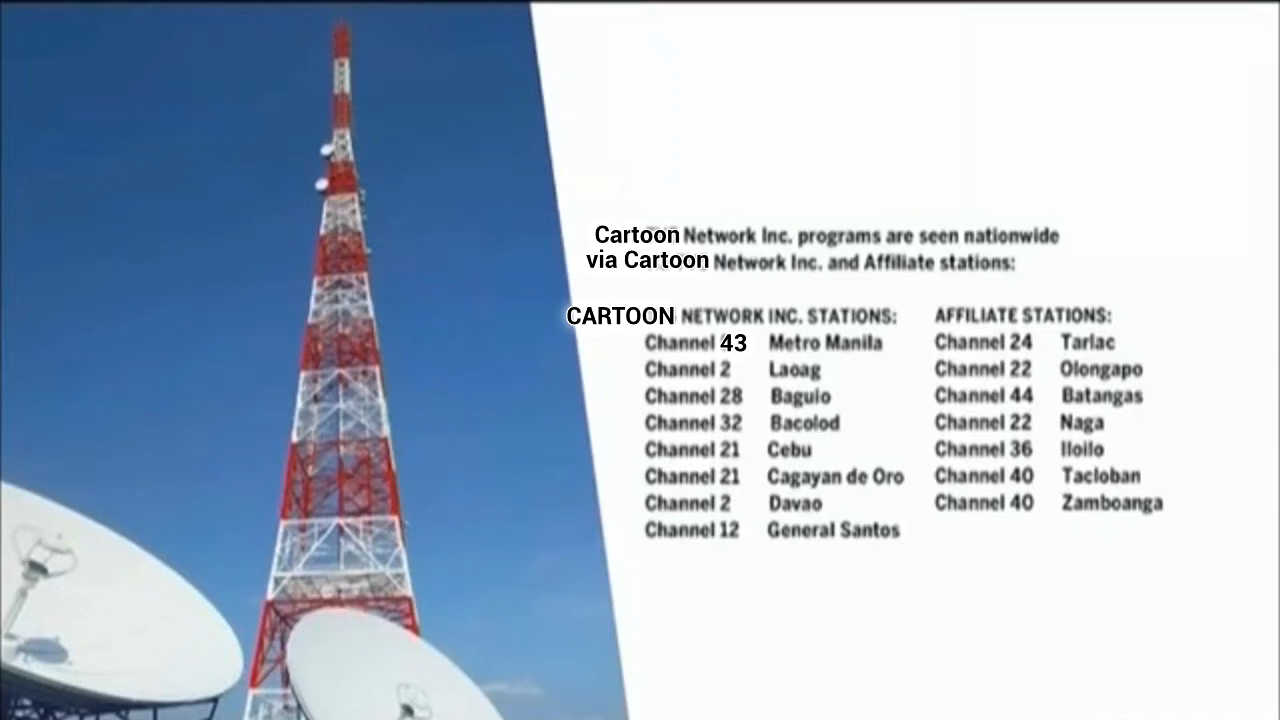 Cartoon Network Inc. programs are seen nationwide
via Cartoon Network Inc. and Affiliate stations:
CARTOON NETWORK INC. STATIONS:
Channel 43 Metro Manila
Channel 2 Laoag
Channel 28 Baguio
Channel 32 Bacolod
Channel 21 Cebu
Channel 21 Cagayan de Oro
Channel 2 Davao
Channel 12 General Santos
AFFILIATE STATIONS:
Channel 24 Tarlac
Channel 22 Olongapo
Channel 44 Batangas
Channel 22 Naga
Channel 36 Iloilo
Channel 40 Tacloban
Channel 40 Zamboanga